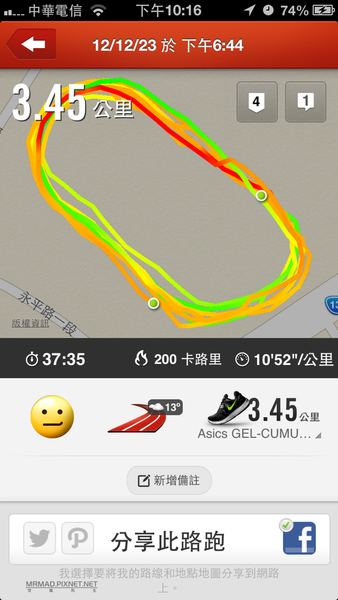 中華電信 下午10:16 74%
12/12/23 於 下午6:44
3.45 公里
4
1
永平路一段
版權資訊
13
37:35
200 卡路里
10'52"/公里
13°
3.45 公里
Asics GEL-CUMU...
新增備註
分享此路跑
我選擇要將我的路線和地點地圖分享到網路上。
MRMAD.PIXNET.NET